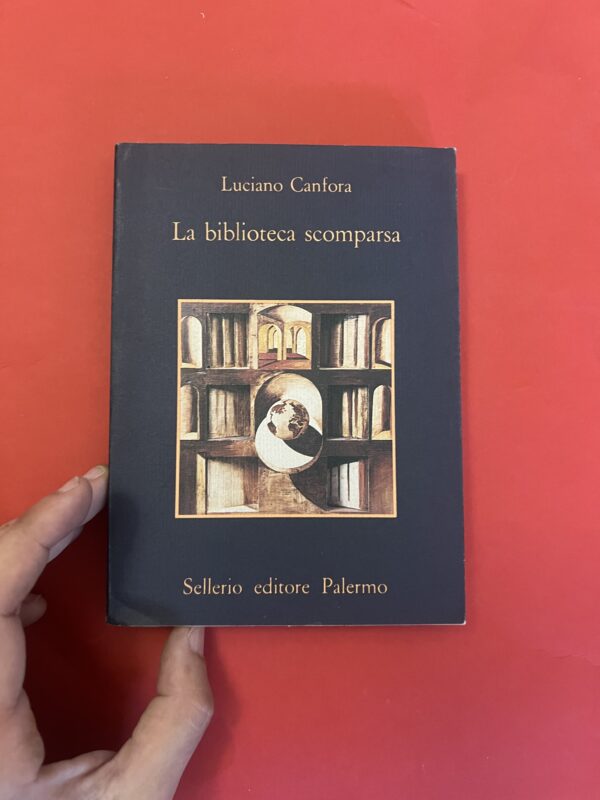 Luciano Canfora
La biblioteca scomparsa
Sellerio editore Palermo